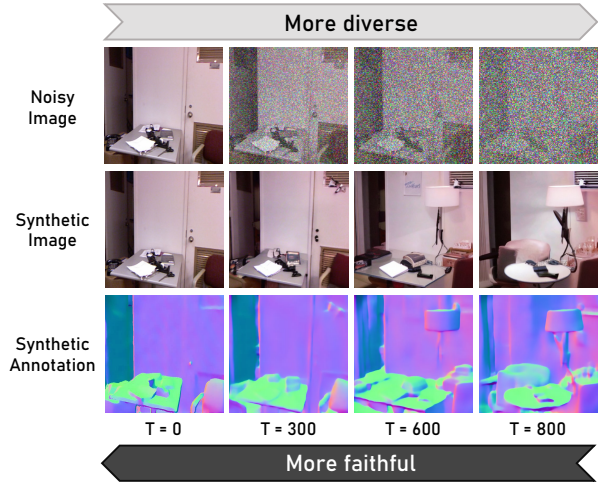 More diverse
Noisy
Image
Synthetic
Image
Synthetic
Annotation
T = 0
T = 300
T = 600
T = 800
More faithful